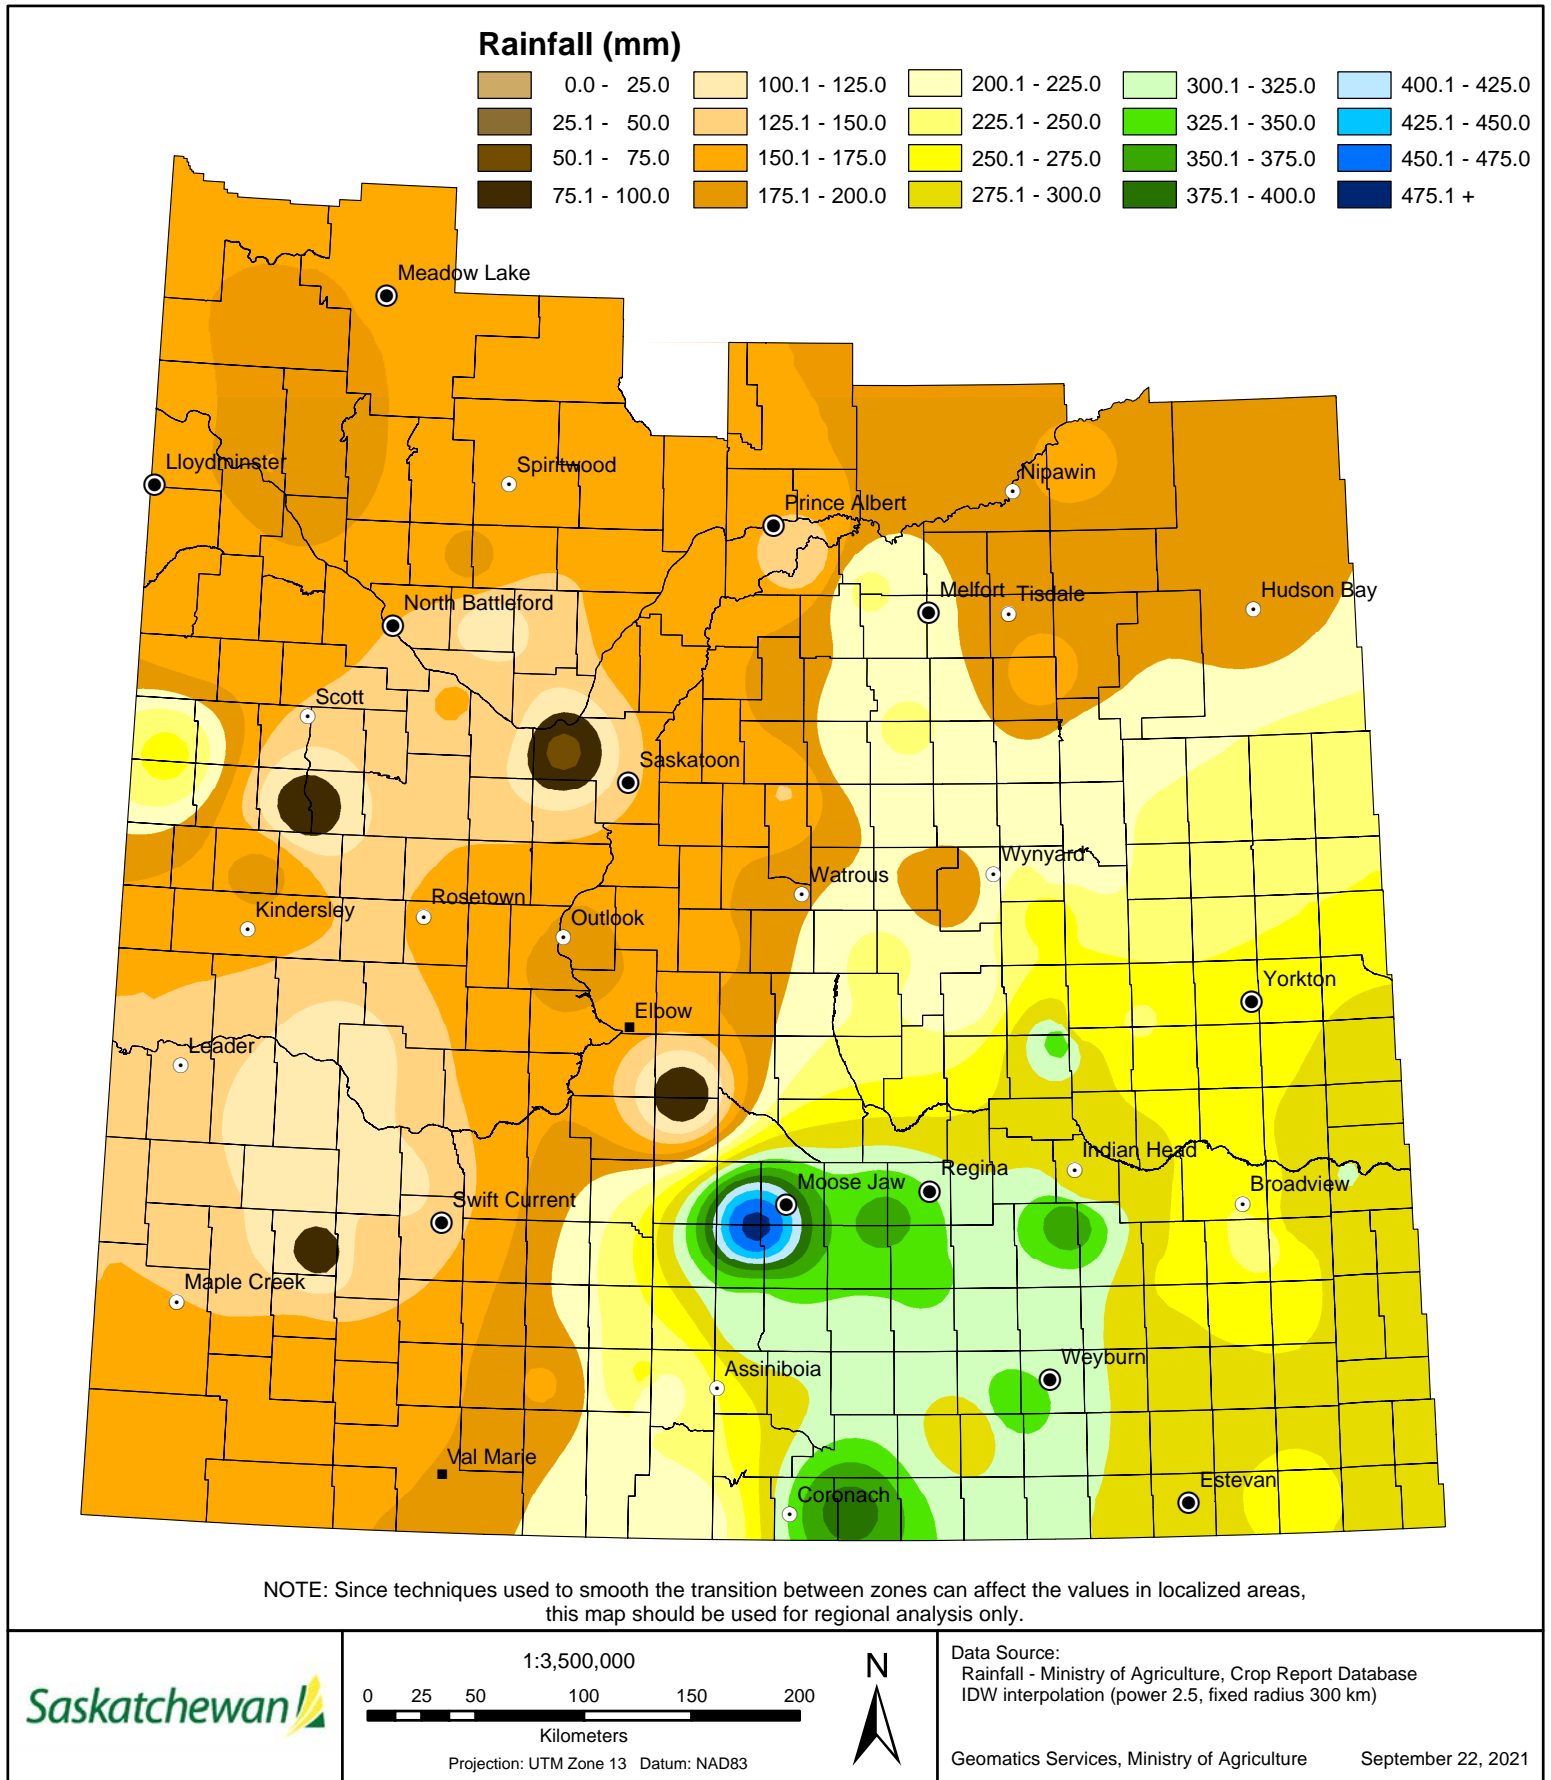 Rainfall (mm)
0.0 - 25.0
25.1 - 50.0
50.1 - 75.0
75.1 - 100.0
100.1 - 125.0
125.1 - 150.0
150.1 - 175.0
175.1 - 200.0
200.1 - 225.0
225.1 - 250.0
250.1 - 275.0
275.1 - 300.0
300.1 - 325.0
325.1 - 350.0
350.1 - 375.0
375.1 - 400.0
400.1 - 425.0
425.1 - 450.0
450.1 - 475.0
475.1 +
Meadow Lake
Lloydminster
Spiritwood
Nipawin
Prince Albert
North Battleford
Melfort
Tisdale
Hudson Bay
Scott
Saskatoon
Wynyard
Watrous
Rosetown
Kindersley
Outlook
Yorkton
Elbow
Leader
Indian Head
Regina
Moose Jaw
Broadview
Swift Current
Maple Creek
Weyburn
Assiniboia
Val Marie
Estevan
Coronach
NOTE: Since techniques used to smooth the transition between zones can affect the values in localized areas,
this map should be used for regional analysis only.
Saskatchewan
1:3,500,000
0 25 50 100 150 200
Kilometers
Projection: UTM Zone 13 Datum: NAD83
N
Data Source:
Rainfall - Ministry of Agriculture, Crop Report Database
IDW interpolation (power 2.5, fixed radius 300 km)
Geomatics Services, Ministry of Agriculture September 22, 2021